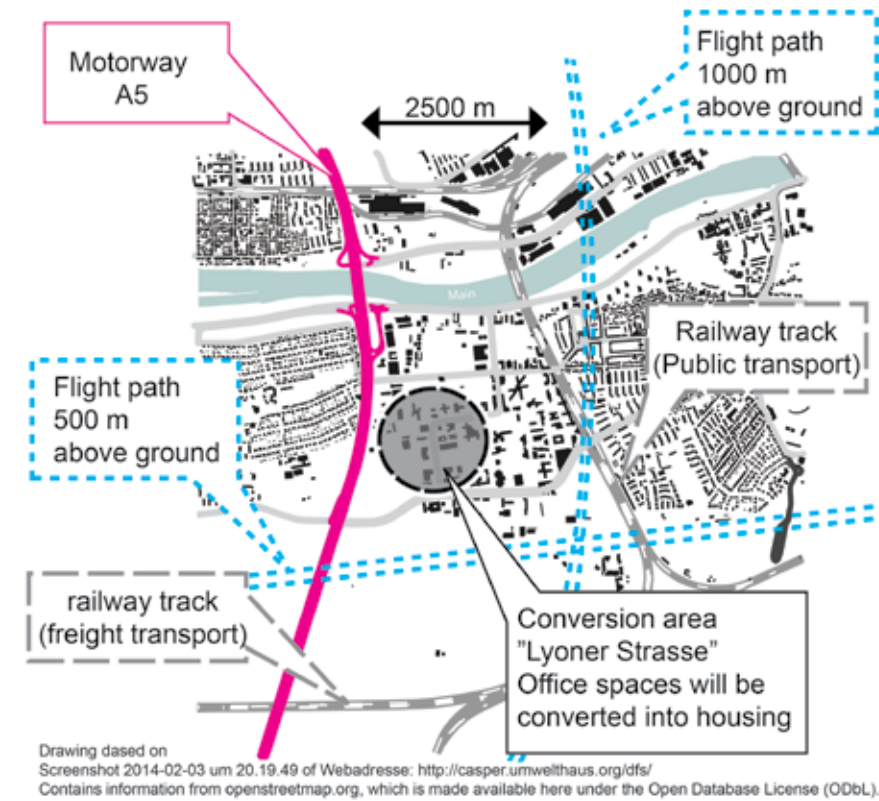 Motorway
A5
2500 m
Flight path
1000 m
above ground
Main
Railway track
(Public transport)
Flight path
500 m
above ground
railway track
(freight transport)
Conversion area
”Lyoner Strasse”
Office spaces will be
converted into housing
Drawing dased on
Screenshot 2014-02-03 um 20.19.49 of Webadresse: http://casper.umwelthaus.org/dfs/
Contains information from openstreetmap.org, which is made available here under the Open Database License (ODbL).